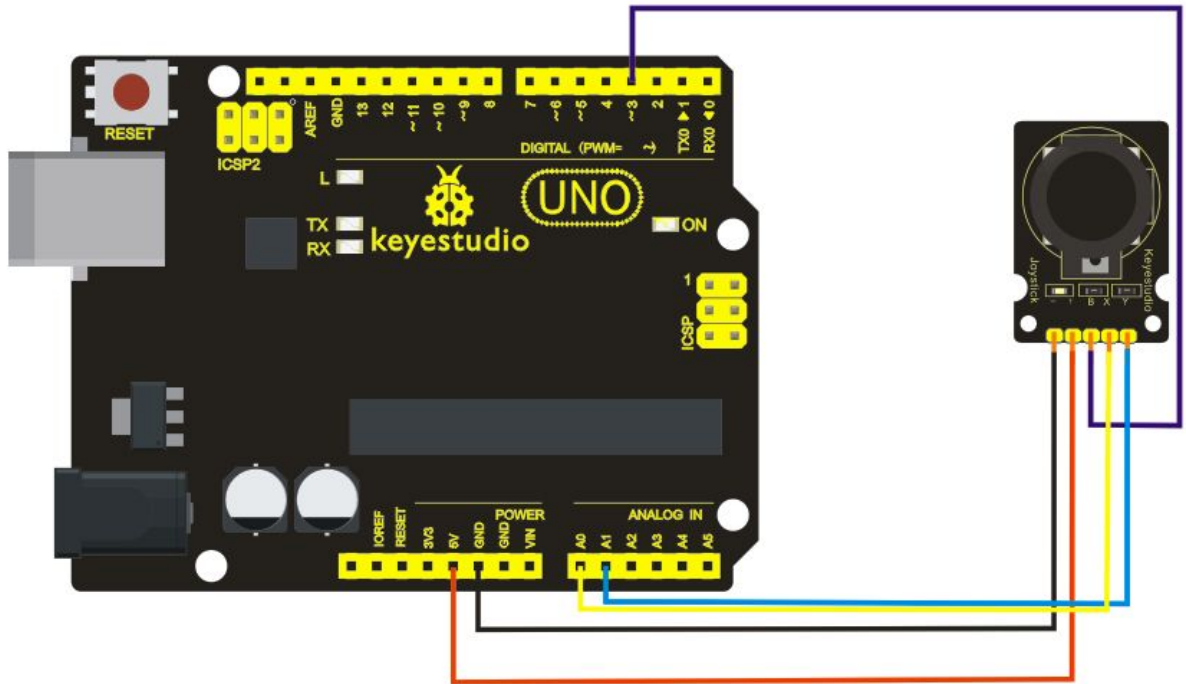 RESET
ICSP2
AREF
GND
13
12
~11
~10
~9
8
7
~6
~5
4
~3
2
TX0 ▶ 1
RX0 ◀ 0
DIGITAL (PWM= ~)
L
TX
RX
keyestudio
UNO
ON
1
ICSP
IOREF
RESET
3V3
5V
GND
GND
VIN
POWER
ANALOG IN
A0
A1
A2
A3
A4
A5
Joystick
Keyestudio
- + B X Y